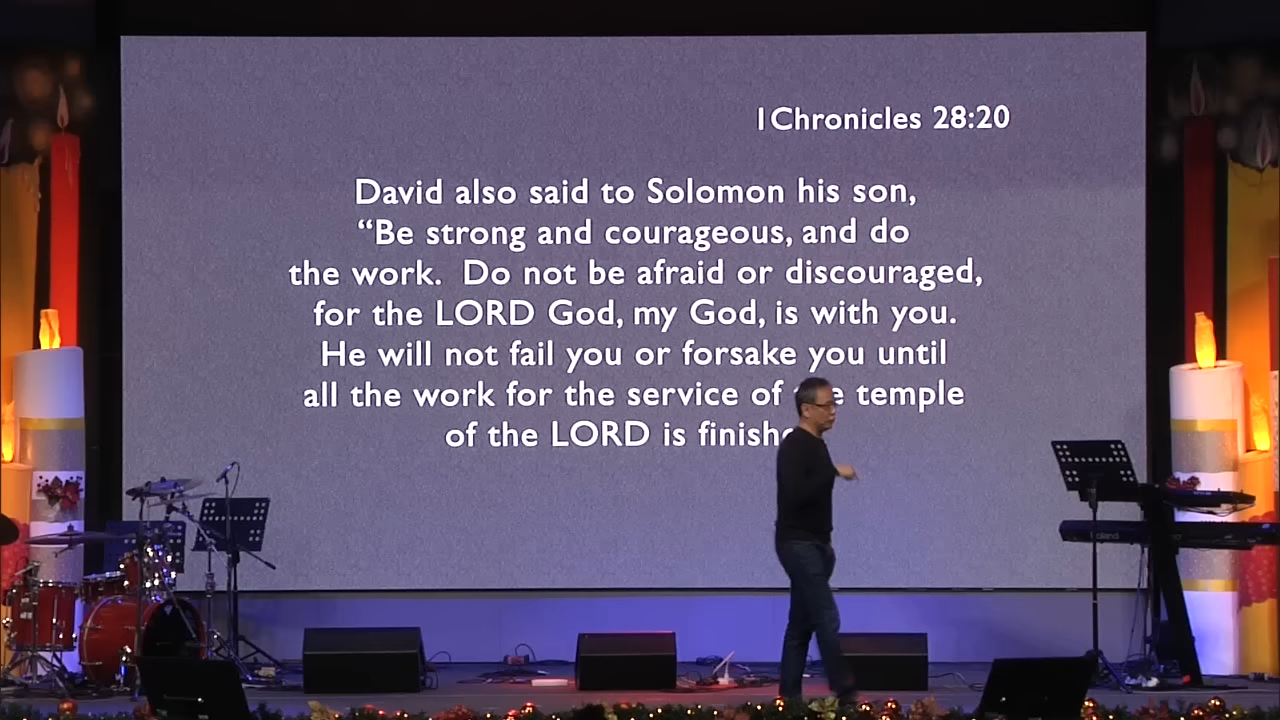 1Chronicles 28:20
David also said to Solomon his son,
“Be strong and courageous, and do
the work. Do not be afraid or discouraged,
for the LORD God, my God, is with you.
He will not fail you or forsake you until
all the work for the service of temple
of the LORD is
Roland